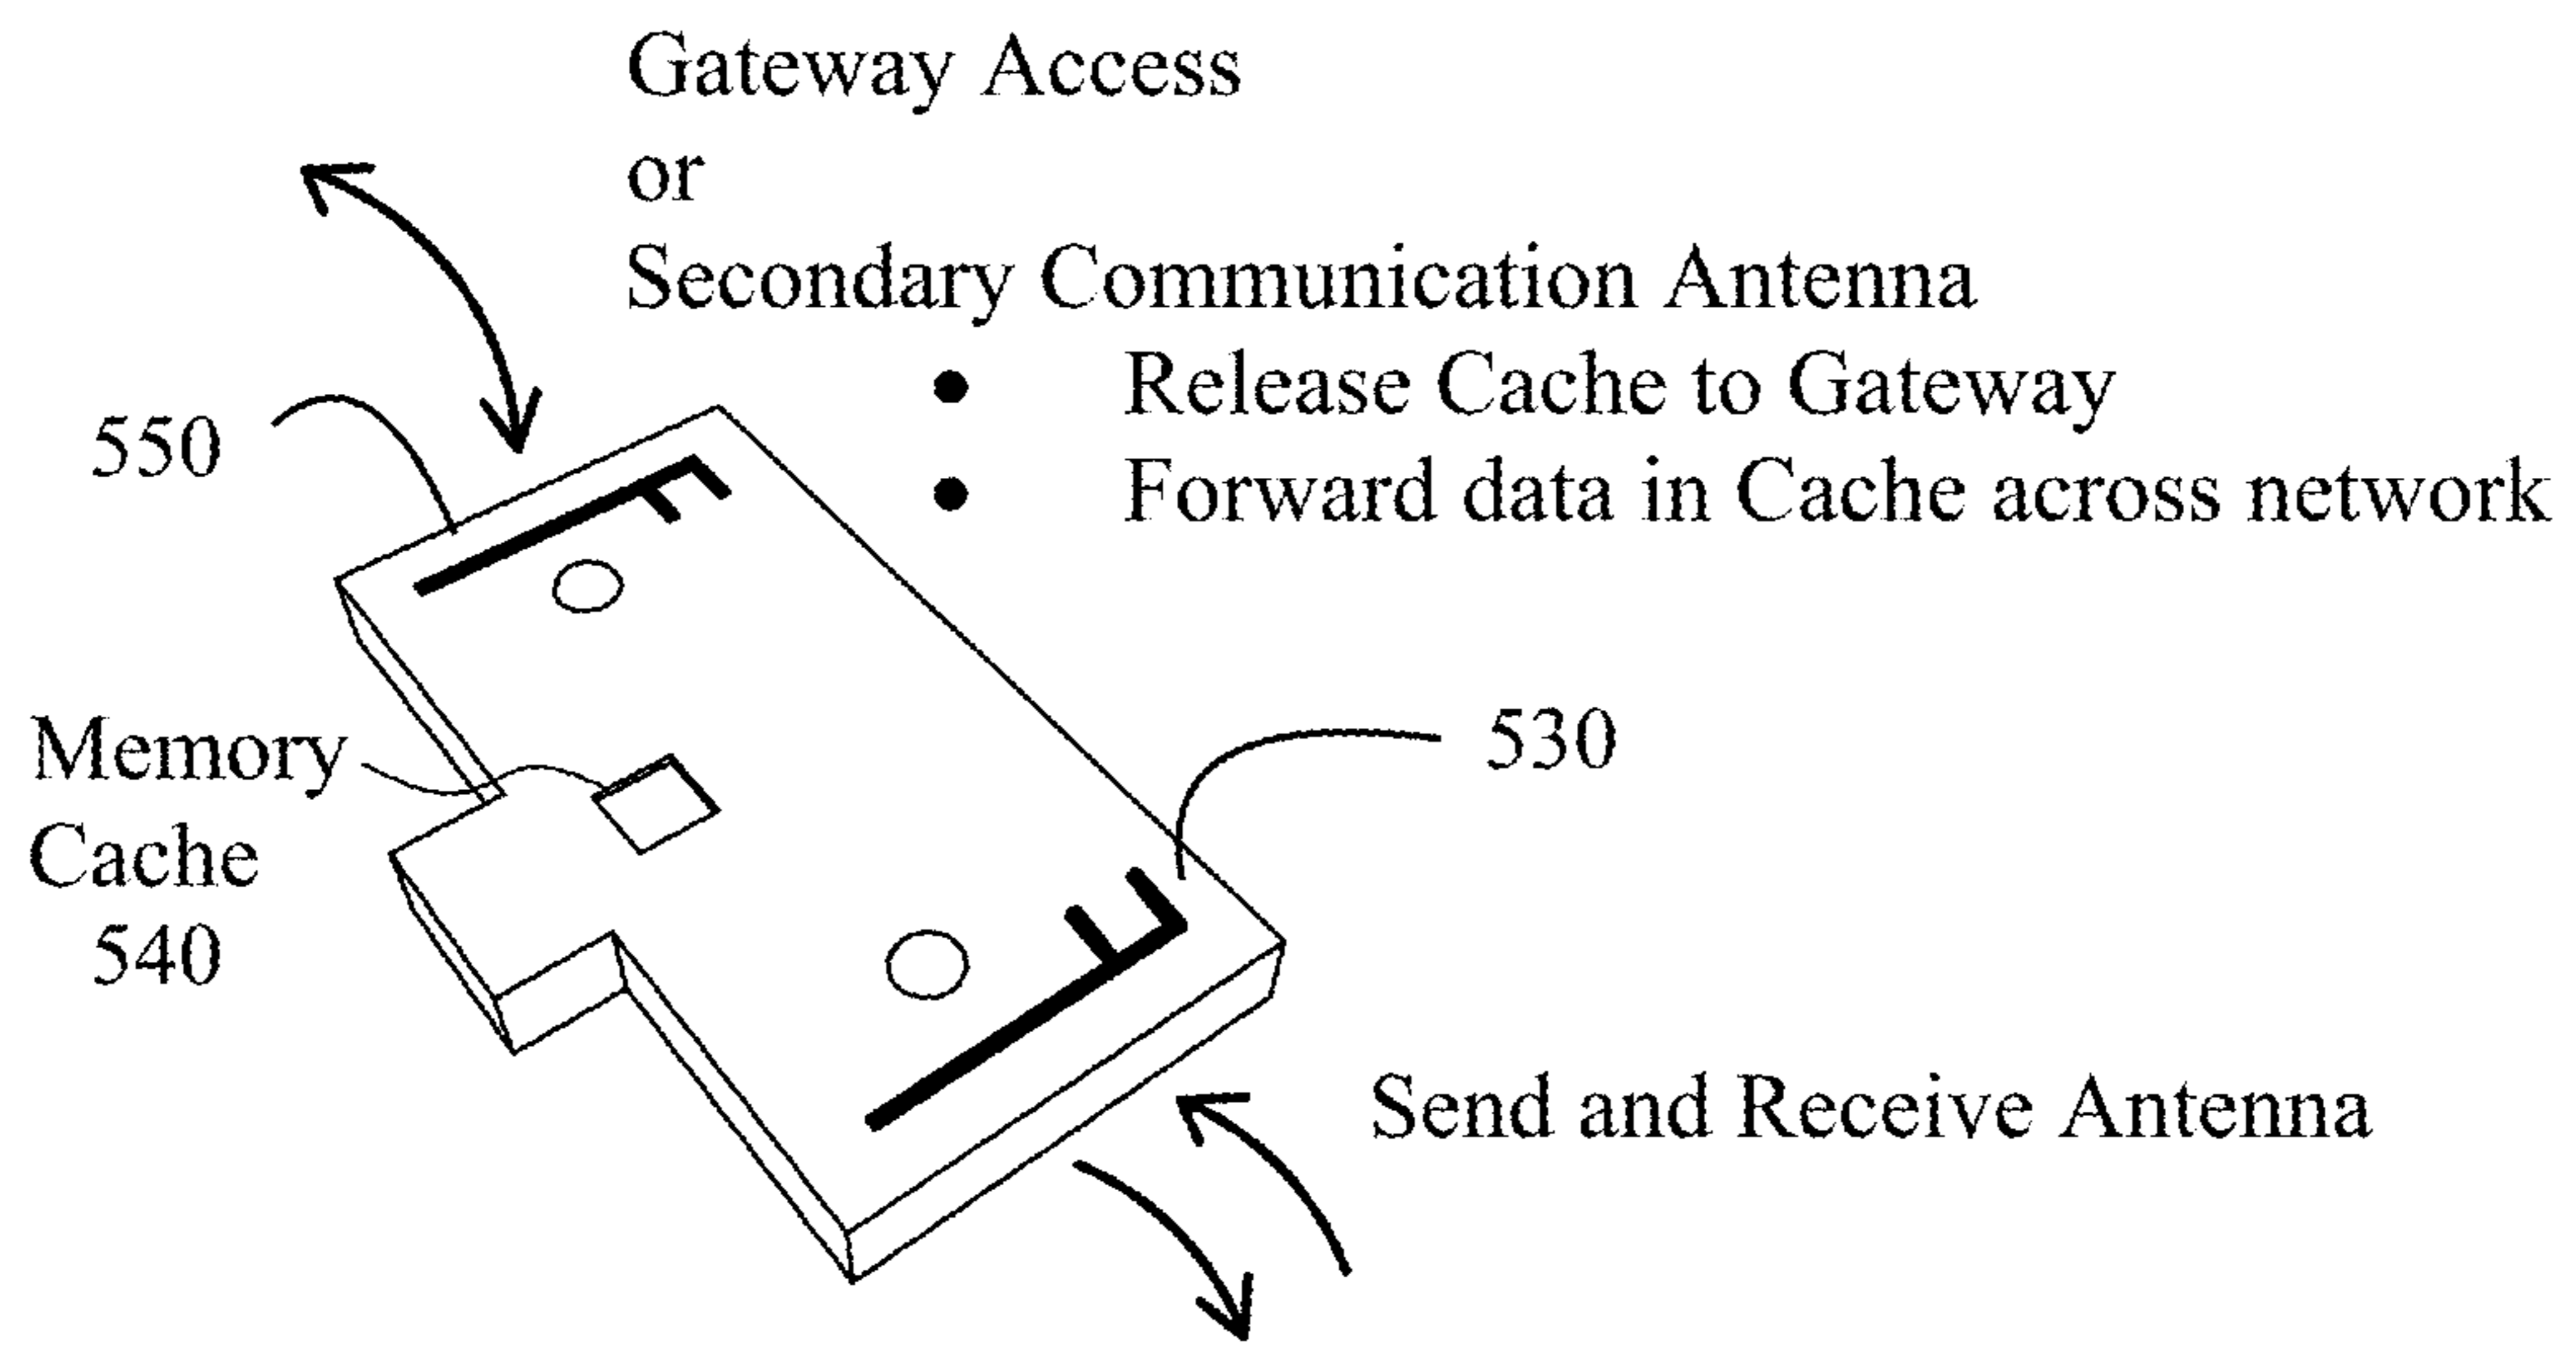 Gateway Access
or
Secondary Communication Antenna
• Release Cache to Gateway
• Forward data in Cache across network
550
530
Memory
Cache
540
Send and Receive Antenna